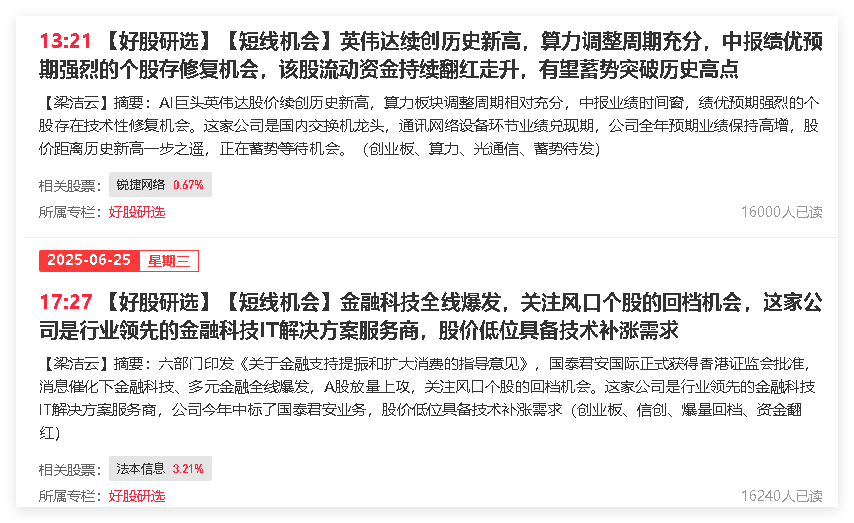 13:21 【好股研选】【短线机会】英伟达续创历史新高，算力调整周期充分，中报绩优预
期强烈的个股存修复机会，该股流动资金持续翻红走升，有望蓄势突破历史高点
【梁洁云】摘要：AI巨头英伟达股价续创历史新高，算力板块调整周期相对充分，中报业绩时间窗，绩优预期强烈的个
股存在技术性修复机会。这家公司是国内交换机龙头，通讯网络设备环节业绩兑现期，公司全年预期业绩保持高增，股
价距离历史新高一步之遥，正在蓄势等待机会。（创业板、算力、光通信、蓄势待发）
相关股票： 锐捷网络 0.67%
所属专栏：好股研选 16000人已读
2025-06-25 星期三
17:27 【好股研选】【短线机会】金融科技全线爆发，关注风口个股的回档机会，这家公
司是行业领先的金融科技IT解决方案服务商，股价低位具备技术补涨需求
【梁洁云】摘要：六部门印发《关于金融支持提振和扩大消费的指导意见》，国泰君安国际正式获得香港证监会批准，
消息催化下金融科技、多元金融全线爆发，A股放量上攻，关注风口个股的回档机会。这家公司是行业领先的金融科技
IT解决方案服务商，公司今年中标了国泰君安业务，股价低位具备技术补涨需求（创业板、信创、爆量回档、资金翻
红）
相关股票： 法本信息 3.21%
所属专栏：好股研选 16240人已读